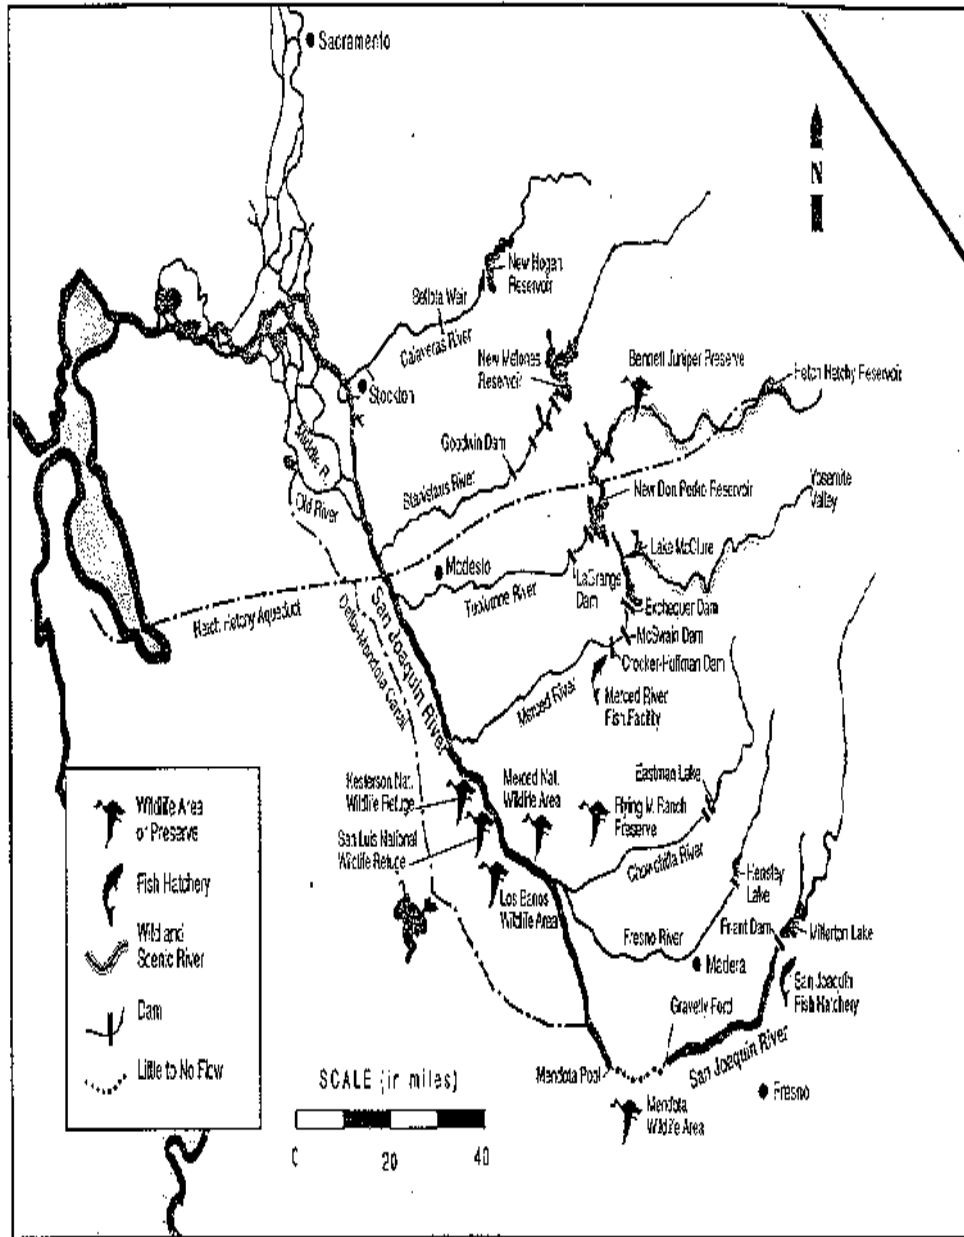 Sacramento
N
New Hogan
Reservoir
Bellota Weir
Calaveras River
New Melones
Reservoir
Bennett Juniper Preserve
Hetch Hetchy Reservoir
Stockton
Middle R.
Goodwin Dam
Stanislaus River
Old River
New Don Pedro Reservoir
Yosemite
Valley
Lake McClure
Modesto
LaGrange
Dam
Tuolumne River
Exchequer Dam
Hetch Hetchy Aqueduct
McSwain Dam
Crocker-Huffman Dam
San Joaquin River
Delta-Mendota Canal
Merced River
Merced River
Fish Facility
Kesterson Nat.
Wildlife Refuge
Merced Nat.
Wildlife Area
Eastman Lake
Flying M Ranch
Preserve
San Luis National
Wildlife Refuge
Chowchilla River
Los Banos
Wildlife Area
Hensley
Lake
Fresno River
Friant Dam
Millerton Lake
Madera
San Joaquin
Fish Hatchery
Gravelly Ford
San Joaquin River
Mendota Pool
Fresno
Mendota
Wildlife Area
Wildlife Area
or Preserve
Fish Hatchery
Wild and
Scenic River
Dam
Little to No Flow
SCALE (in miles)
0 20 40